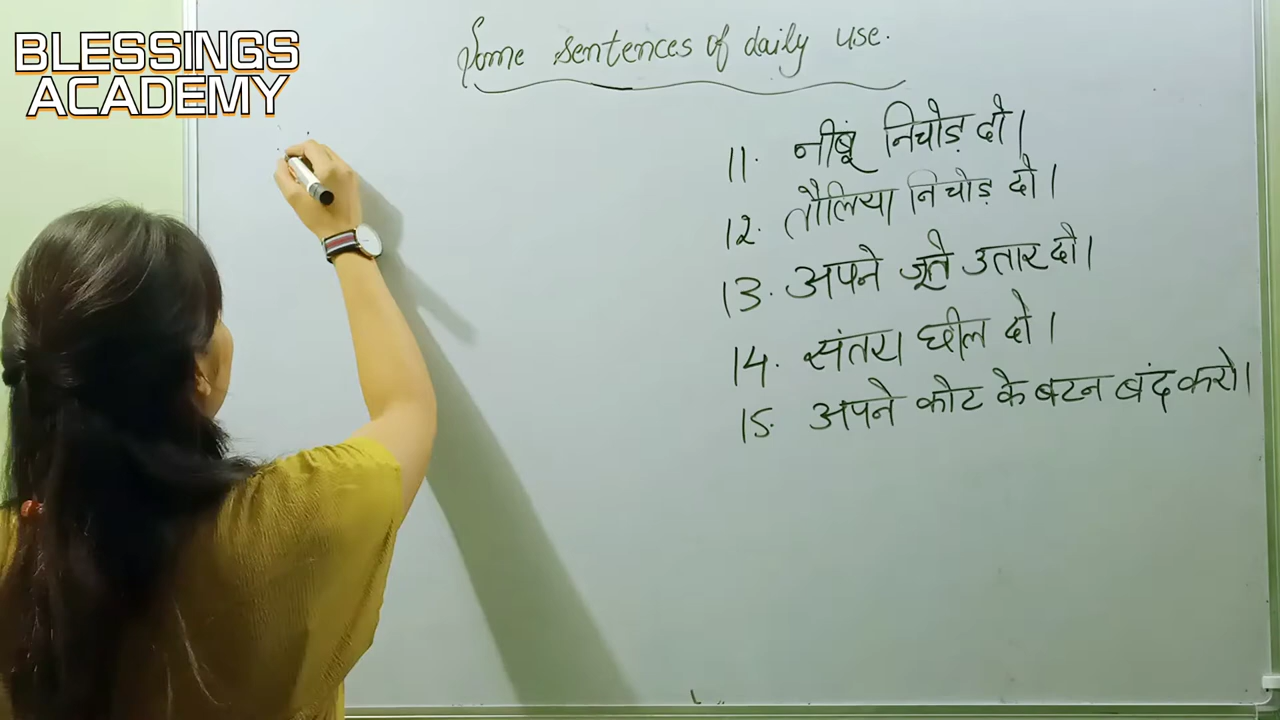 BLESSINGS
ACADEMY
Some sentences of daily use.
11. नीबूं निचोड़ दो।
12. तौलिया निचोड़ दो।
13. अपने जूते उतार दो।
14. संतरा छील दो।
15. अपने कोट के बटन बंद करो।